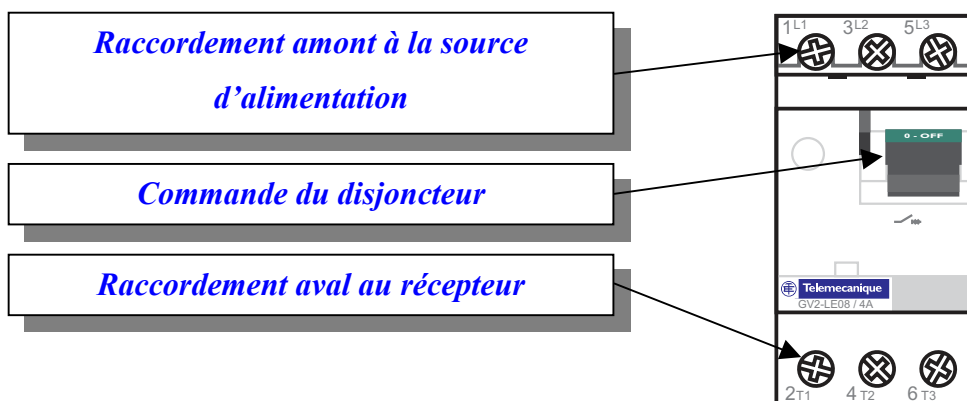 Raccordement amont à la source
d’alimentation
Commande du disjoncteur
Raccordement aval au récepteur
1L1 3L2 5L3
0 - OFF
Telemecanique
GV2-LE08 / 4A
2T1 4T2 6T3